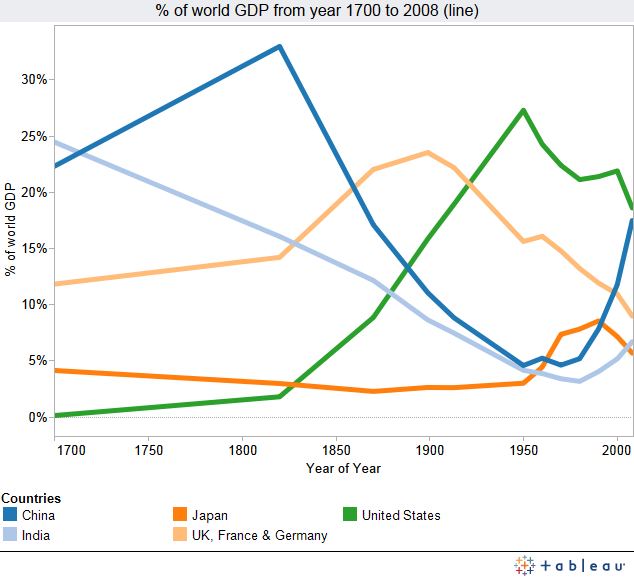 % of world GDP from year 1700 to 2008 (line)
% of world GDP
30%
25%
20%
15%
10%
5%
0%
1700 1750 1800 1850 1900 1950 2000
Year of Year
Countries
China Japan United States
India UK, France & Germany
+ableau